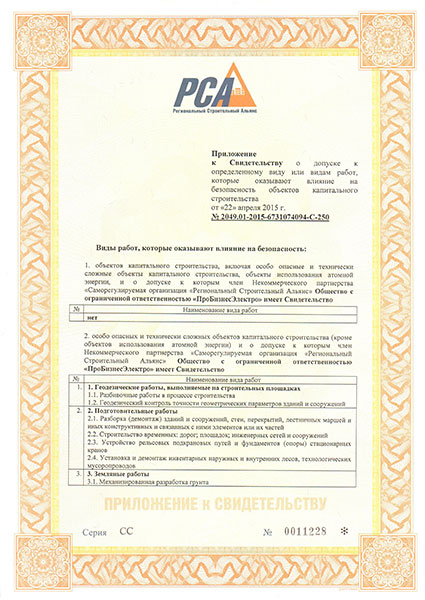 РСА
Региональный Строительный Альянс
Приложение
к Свидетельству о допуске к
определенному виду или видам работ,
которые оказывают влияние на
безопасность объектов капитального
строительства
от «22» апреля 2015 г.
№ 2049.01-2015-6731074094-С-250
Виды работ, которые оказывают влияние на безопасность:
1. объектов капитального строительства, включая особо опасные и технически
сложные объекты капитального строительства, объекты использования атомной
энергии, и о допуске к которым член Некоммерческого партнерства
«Саморегулируемая организация «Региональный Строительный Альянс» Общество с
ограниченной ответственностью «ПроБизнесЭлектро» имеет Свидетельство
№ Наименование вида работ
нет
2. особо опасных и технически сложных объектов капитального строительства (кроме
объектов использования атомной энергии) и о допуске к которым член
Некоммерческого партнерства «Саморегулируемая организация «Региональный
Строительный Альянс» Общество с ограниченной ответственностью
«ПроБизнесЭлектро» имеет Свидетельство
№ Наименование вида работ
1. 1. Геодезические работы, выполняемые на строительных площадках
1.1. Разбивочные работы в процессе строительства
1.2. Геодезический контроль точности геометрических параметров зданий и сооружений
2. 2. Подготовительные работы
2.1. Разборка (демонтаж) зданий и сооружений, стен, перекрытий, лестничных маршей и
иных конструктивных и связанных с ними элементов или их частей
2.2. Строительство временных: дорог; площадок; инженерных сетей и сооружений
2.3. Устройство рельсовых подкрановых путей и фундаментов (опоры) стационарных
кранов
2.4. Установка и демонтаж инвентарных наружных и внутренних лесов, технологических
мусоропроводов
3. 3. Земляные работы
3.1. Механизированная разработка грунта
ПРИЛОЖЕНИЕ К СВИДЕТЕЛЬСТВУ
Серия СС № 0011228 *